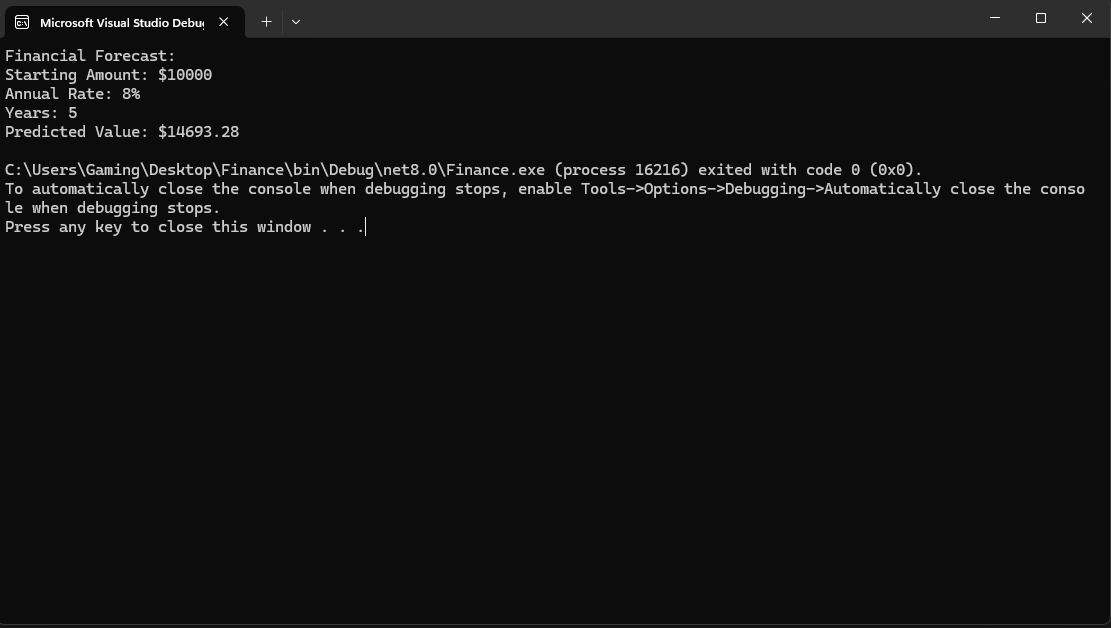 Microsoft Visual Studio Debug
Financial Forecast:
Starting Amount: $10000
Annual Rate: 8%
Years: 5
Predicted Value: $14693.28
C:\Users\Gaming\Desktop\Finance\bin\Debug\net8.0\Finance.exe (process 16216) exited with code 0 (0x0).
To automatically close the console when debugging stops, enable Tools->Options->Debugging->Automatically close the conso
le when debugging stops.
Press any key to close this window . . .